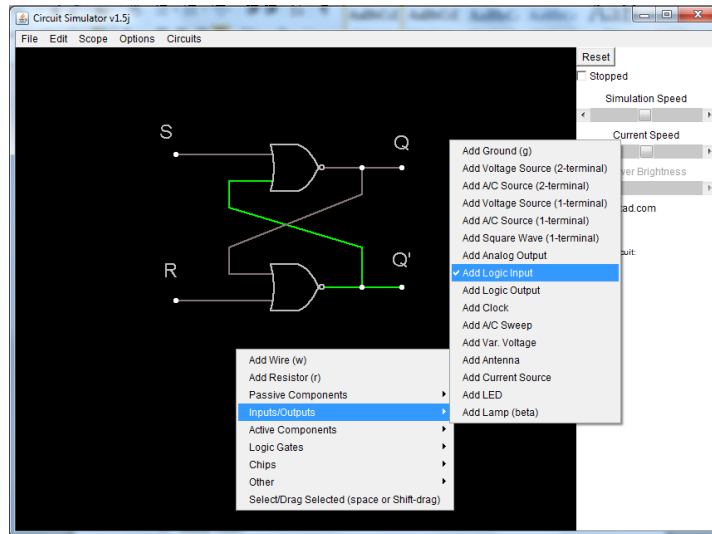 Circuit Simulator v1.5j
File Edit Scope Options Circuits
Reset
Stopped
Simulation Speed
Current Speed
Brightness
S
Q
R
Q'
Add Ground (g)
Add Voltage Source (2-terminal)
Add A/C Source (2-terminal)
Add Voltage Source (1-terminal)
Add A/C Source (1-terminal)
Add Square Wave (1-terminal)
Add Analog Output
Add Logic Input
Add Logic Output
Add Clock
Add A/C Sweep
Add Var. Voltage
Add Antenna
Add Current Source
Add LED
Add Lamp (beta)
Add Wire (w)
Add Resistor (r)
Passive Components
Inputs/Outputs
Active Components
Logic Gates
Chips
Other
Select/Drag Selected (space or Shift-drag)